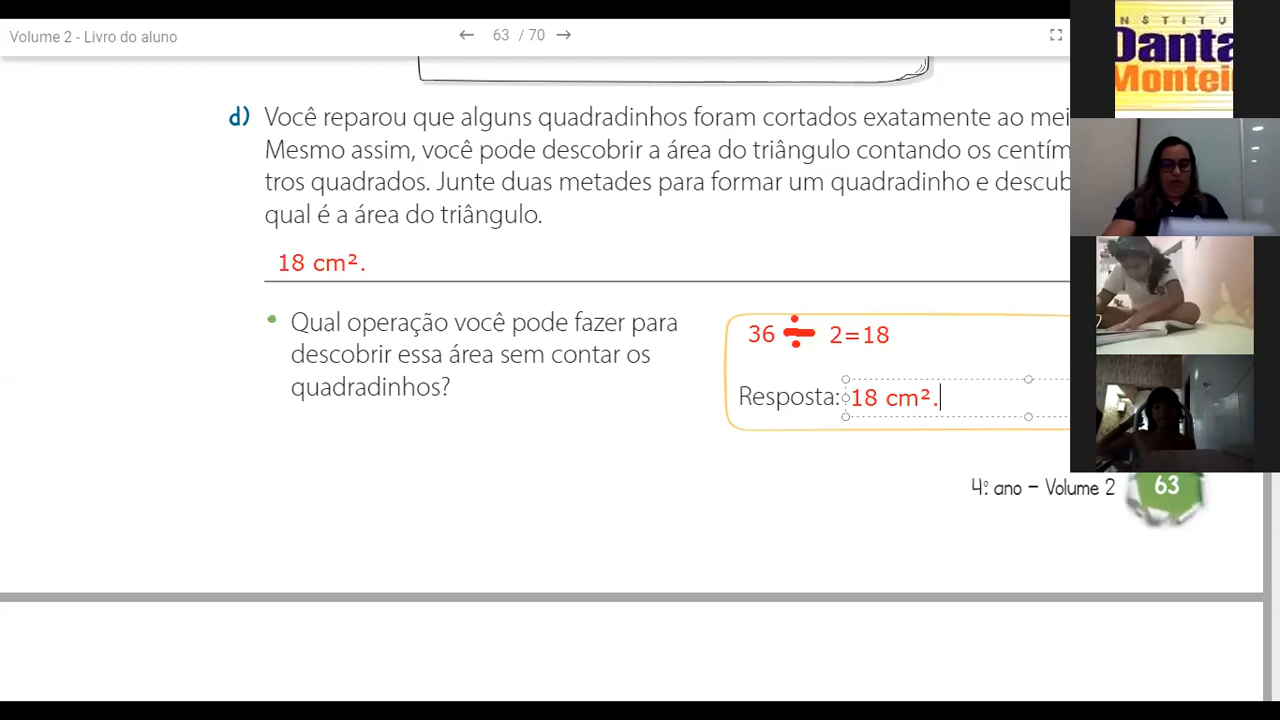 Volume 2 - Livro do aluno
63 / 70
INSTITU
Danta
Montei
d) Você reparou que alguns quadradinhos foram cortados exatamente ao mei
Mesmo assim, você pode descobrir a área do triângulo contando os centím
tros quadrados. Junte duas metades para formar um quadradinho e descub
qual é a área do triângulo.
18 cm².
• Qual operação você pode fazer para
descobrir essa área sem contar os
quadradinhos?
36 ÷ 2=18
Resposta: 18 cm².
4º. ano – Volume 2 63